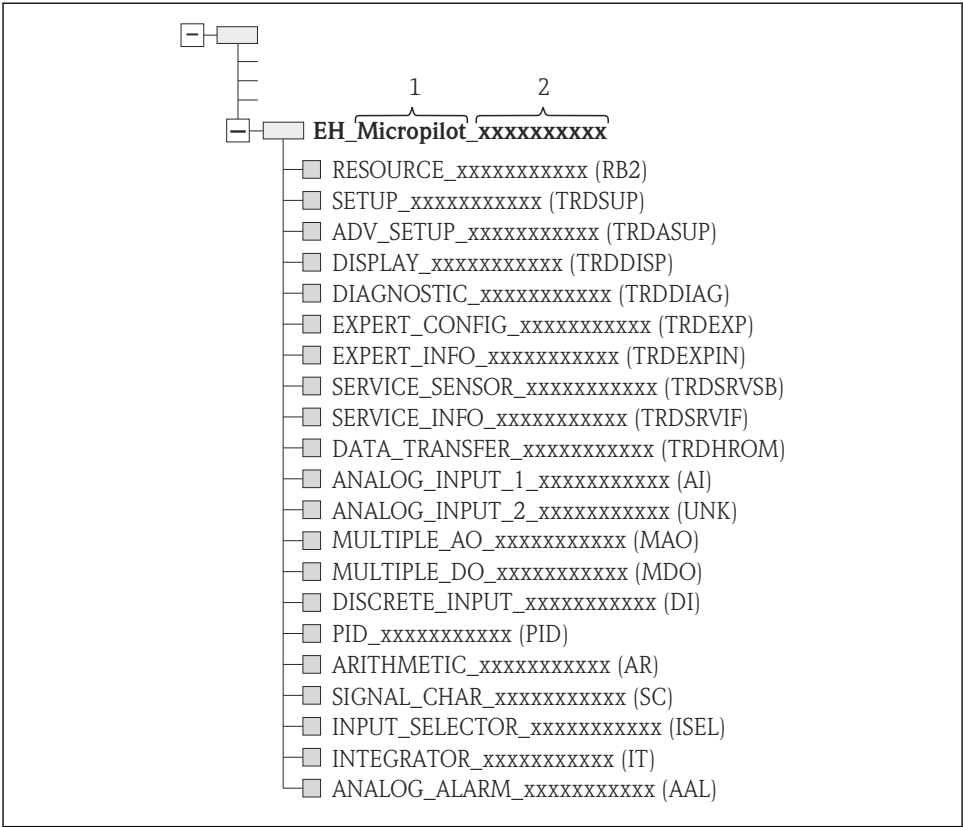 1 2
EH_Micropilot_xxxxxxxxxx
RESOURCE_xxxxxxxxxxx (RB2)
SETUP_xxxxxxxxxxx (TRDSUP)
ADV_SETUP_xxxxxxxxxxx (TRDASUP)
DISPLAY_xxxxxxxxxxx (TRDDISP)
DIAGNOSTIC_xxxxxxxxxxx (TRDDIAG)
EXPERT_CONFIG_xxxxxxxxxxx (TRDEXP)
EXPERT_INFO_xxxxxxxxxxx (TRDEXPIN)
SERVICE_SENSOR_xxxxxxxxxxx (TRDSRVSB)
SERVICE_INFO_xxxxxxxxxxx (TRDSRVIF)
DATA_TRANSFER_xxxxxxxxxxx (TRDHROM)
ANALOG_INPUT_1_xxxxxxxxxxx (AI)
ANALOG_INPUT_2_xxxxxxxxxxx (UNK)
MULTIPLE_AO_xxxxxxxxxxx (MAO)
MULTIPLE_DO_xxxxxxxxxxx (MDO)
DISCRETE_INPUT_xxxxxxxxxxx (DI)
PID_xxxxxxxxxxx (PID)
ARITHMETIC_xxxxxxxxxxx (AR)
SIGNAL_CHAR_xxxxxxxxxxx (SC)
INPUT_SELECTOR_xxxxxxxxxxx (ISEL)
INTEGRATOR_xxxxxxxxxxx (IT)
ANALOG_ALARM_xxxxxxxxxxx (AAL)